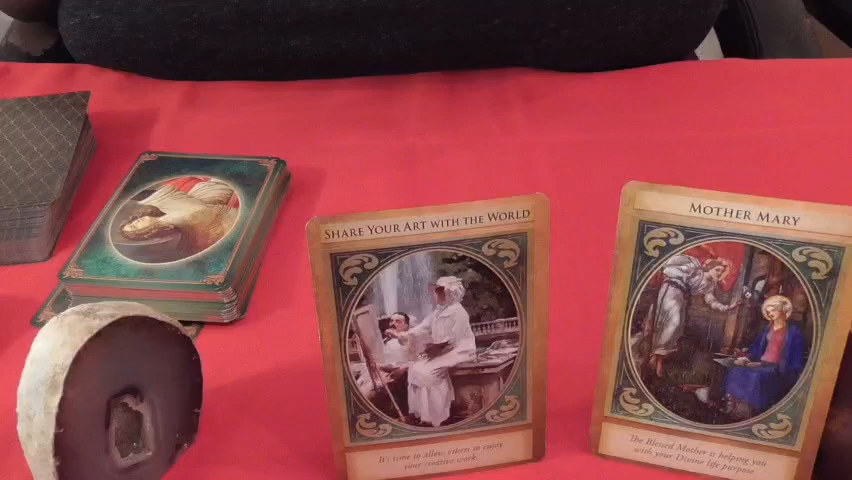 SHARE YOUR ART WITH THE WORLD
It's time to allow others to enjoy
your creative work.
MOTHER MARY
The Blessed Mother is helping you
with your Divine life purpose.